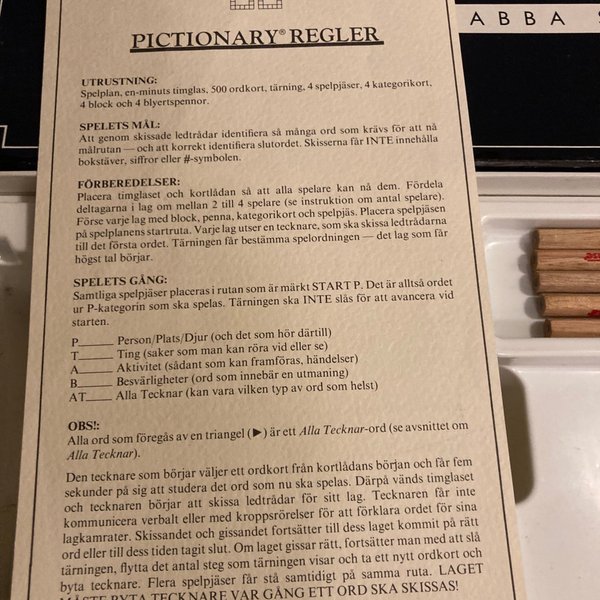 ABBA
PICTIONARY® REGLER
UTRUSTNING:
Spelplan, en-minuts timglas, 500 ordkort, tärning, 4 spelpjäser, 4 kategorikort,
4 block och 4 blyertspennor.
SPELETS MÅL:
Att genom skissade ledtrådar identifiera så många ord som krävs för att nå
målrutan — och att korrekt identifiera slutordet. Skisserna får INTE innehålla
bokstäver, siffror eller #-symbolen.
FÖRBEREDELSER:
Placera timglaset och kortlådan så att alla spelare kan nå dem. Fördela
deltagarna i lag om mellan 2 till 4 spelare (se instruktion om antal spelare).
Förse varje lag med block, penna, kategorikort och spelpjäs. Placera spelpjäsen
på spelplanens startruta. Varje lag utser en tecknare, som ska skissa ledtrådarna
till det första ordet. Tärningen får bestämma spelordningen — det lag som får
högst tal börjar.
SPELETS GÅNG:
Samtliga spelpjäser placeras i rutan som är märkt START P. Det är alltså ordet
ur P-kategorin som ska spelas. Tärningen ska INTE slås för att avancera vid
starten.
P______ Person/Plats/Djur (och det som hör därtill)
T______ Ting (saker som man kan röra vid eller se)
A______ Aktivitet (sådant som kan framföras, händelser)
B______ Besvärligheter (ord som innebär en utmaning)
AT_____ Alla Tecknar (kan vara vilken typ av ord som helst)
OBS!:
Alla ord som föregås av en triangel (▶) är ett Alla Tecknar-ord (se avsnittet om
Alla Tecknar).
Den tecknare som börjar väljer ett ordkort från kortlådans början och får fem
sekunder på sig att studera det ord som nu ska spelas. Därpå vänds timglaset
och tecknaren börjar att skissa ledtrådar för sitt lag. Tecknaren får inte
kommunicera verbalt eller med kroppsrörelser för att förklara ordet för sina
lagkamrater. Skissandet och gissandet fortsätter till dess laget kommit på rätt
ord eller till dess tiden tagit slut. Om laget gissar rätt, fortsätter man med att slå
tärningen, flytta det antal steg som tärningen visar och ta ett nytt ordkort och
byta tecknare. Flera spelpjäser får stå samtidigt på samma ruta. LAGET
MÅSTE BYTA TECKNARE VAR GÅNG ETT ORD SKA SKISSAS!